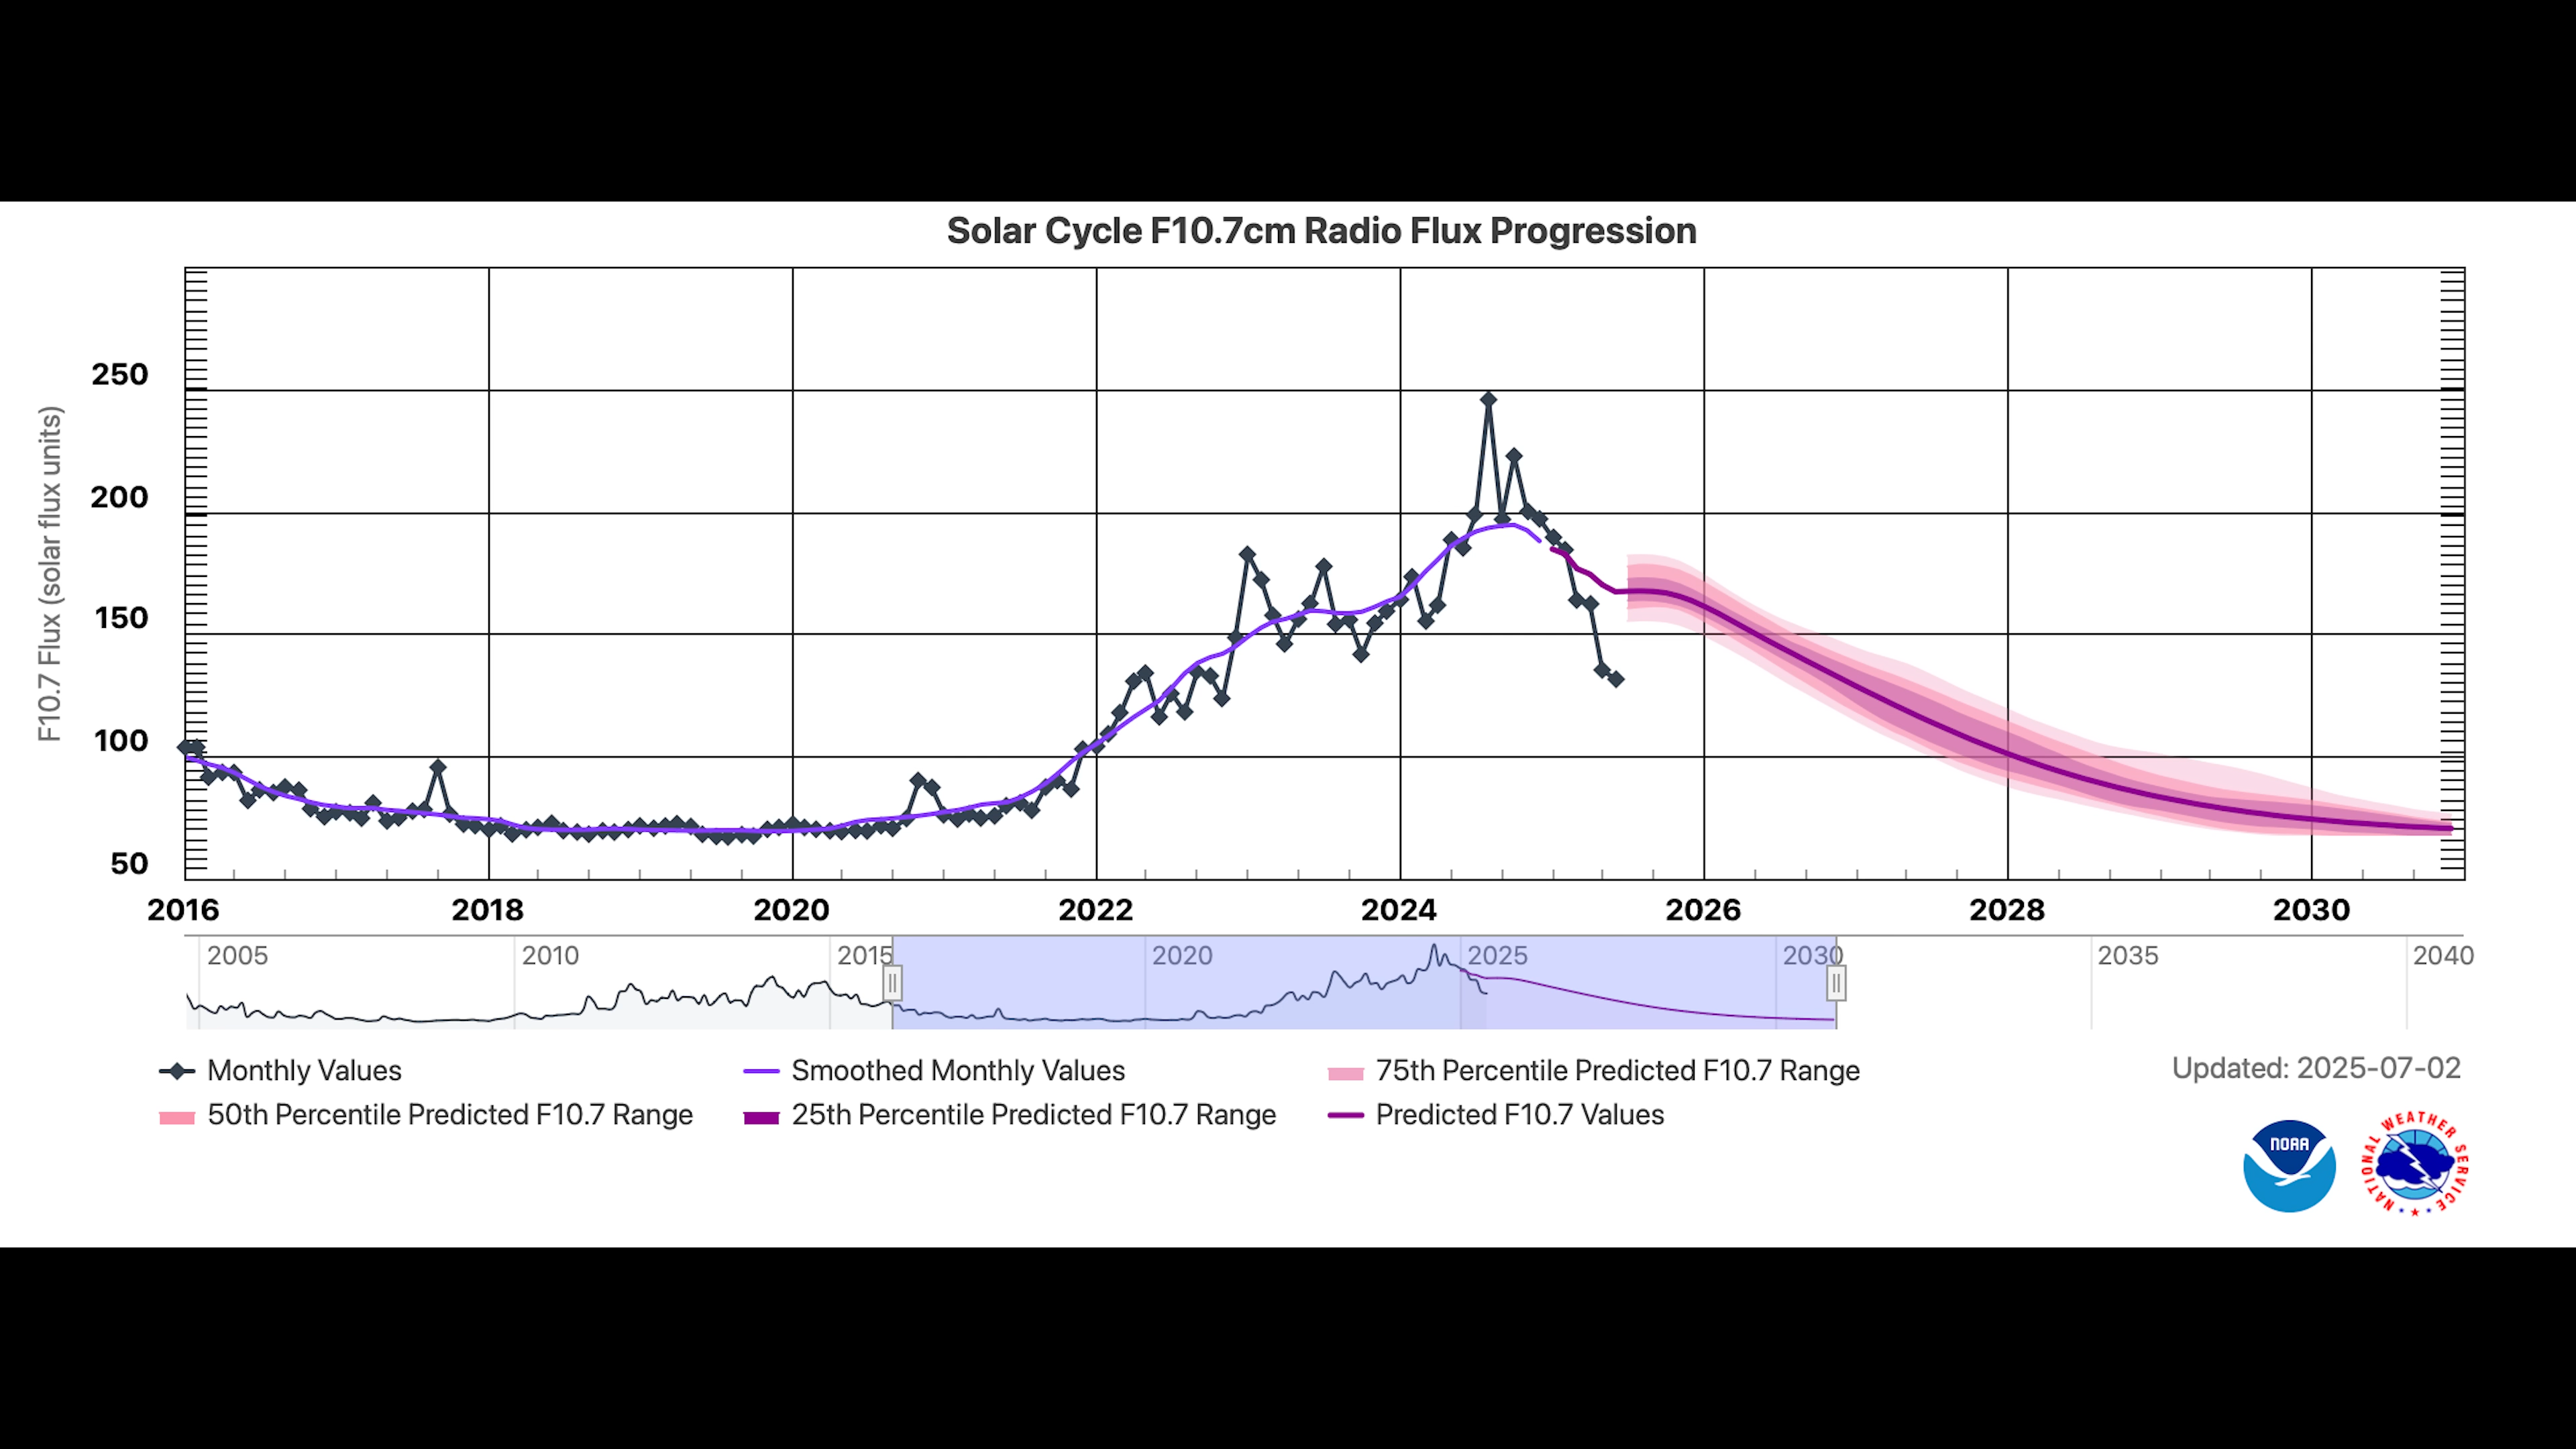 Solar Cycle F10.7cm Radio Flux Progression
F10.7 Flux (solar flux units)
250
200
150
100
50
2016 2018 2020 2022 2024 2026 2028 2030
2005 2010 2015 2020 2025 2030 2035 2040
Monthly Values Smoothed Monthly Values 75th Percentile Predicted F10.7 Range
50th Percentile Predicted F10.7 Range 25th Percentile Predicted F10.7 Range Predicted F10.7 Values
Updated: 2025-07-02
NOAA
NATIONAL WEATHER SERVICE